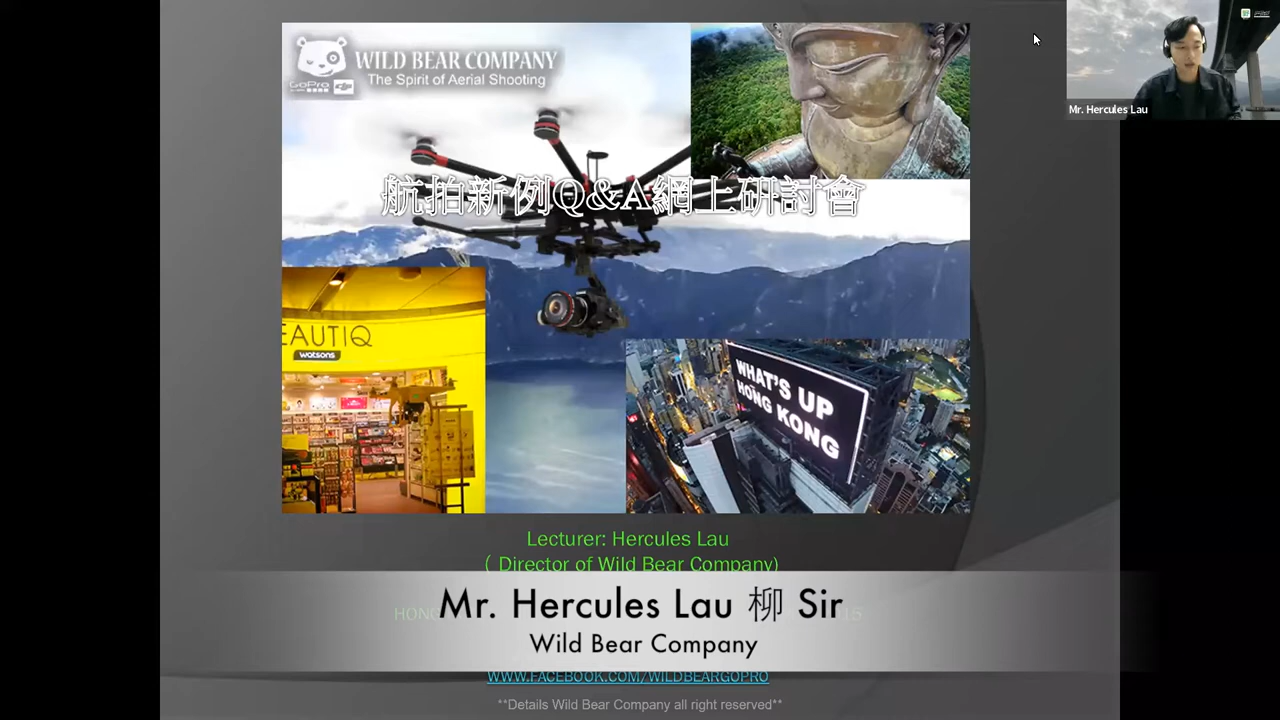 WILD BEAR COMPANY
The Spirit of Aerial Shooting
GoPro
Mr. Hercules Lau
航拍新例Q&A網上研討會
EAUTIQ
watsons
WHAT'S UP
HONG KONG
Lecturer: Hercules Lau
( Director of Wild Bear Company)
Mr. Hercules Lau 柳 Sir
Wild Bear Company
WWW.FACEBOOK.COM/WILDBEARGOPRO
**Details Wild Bear Company all right reserved**